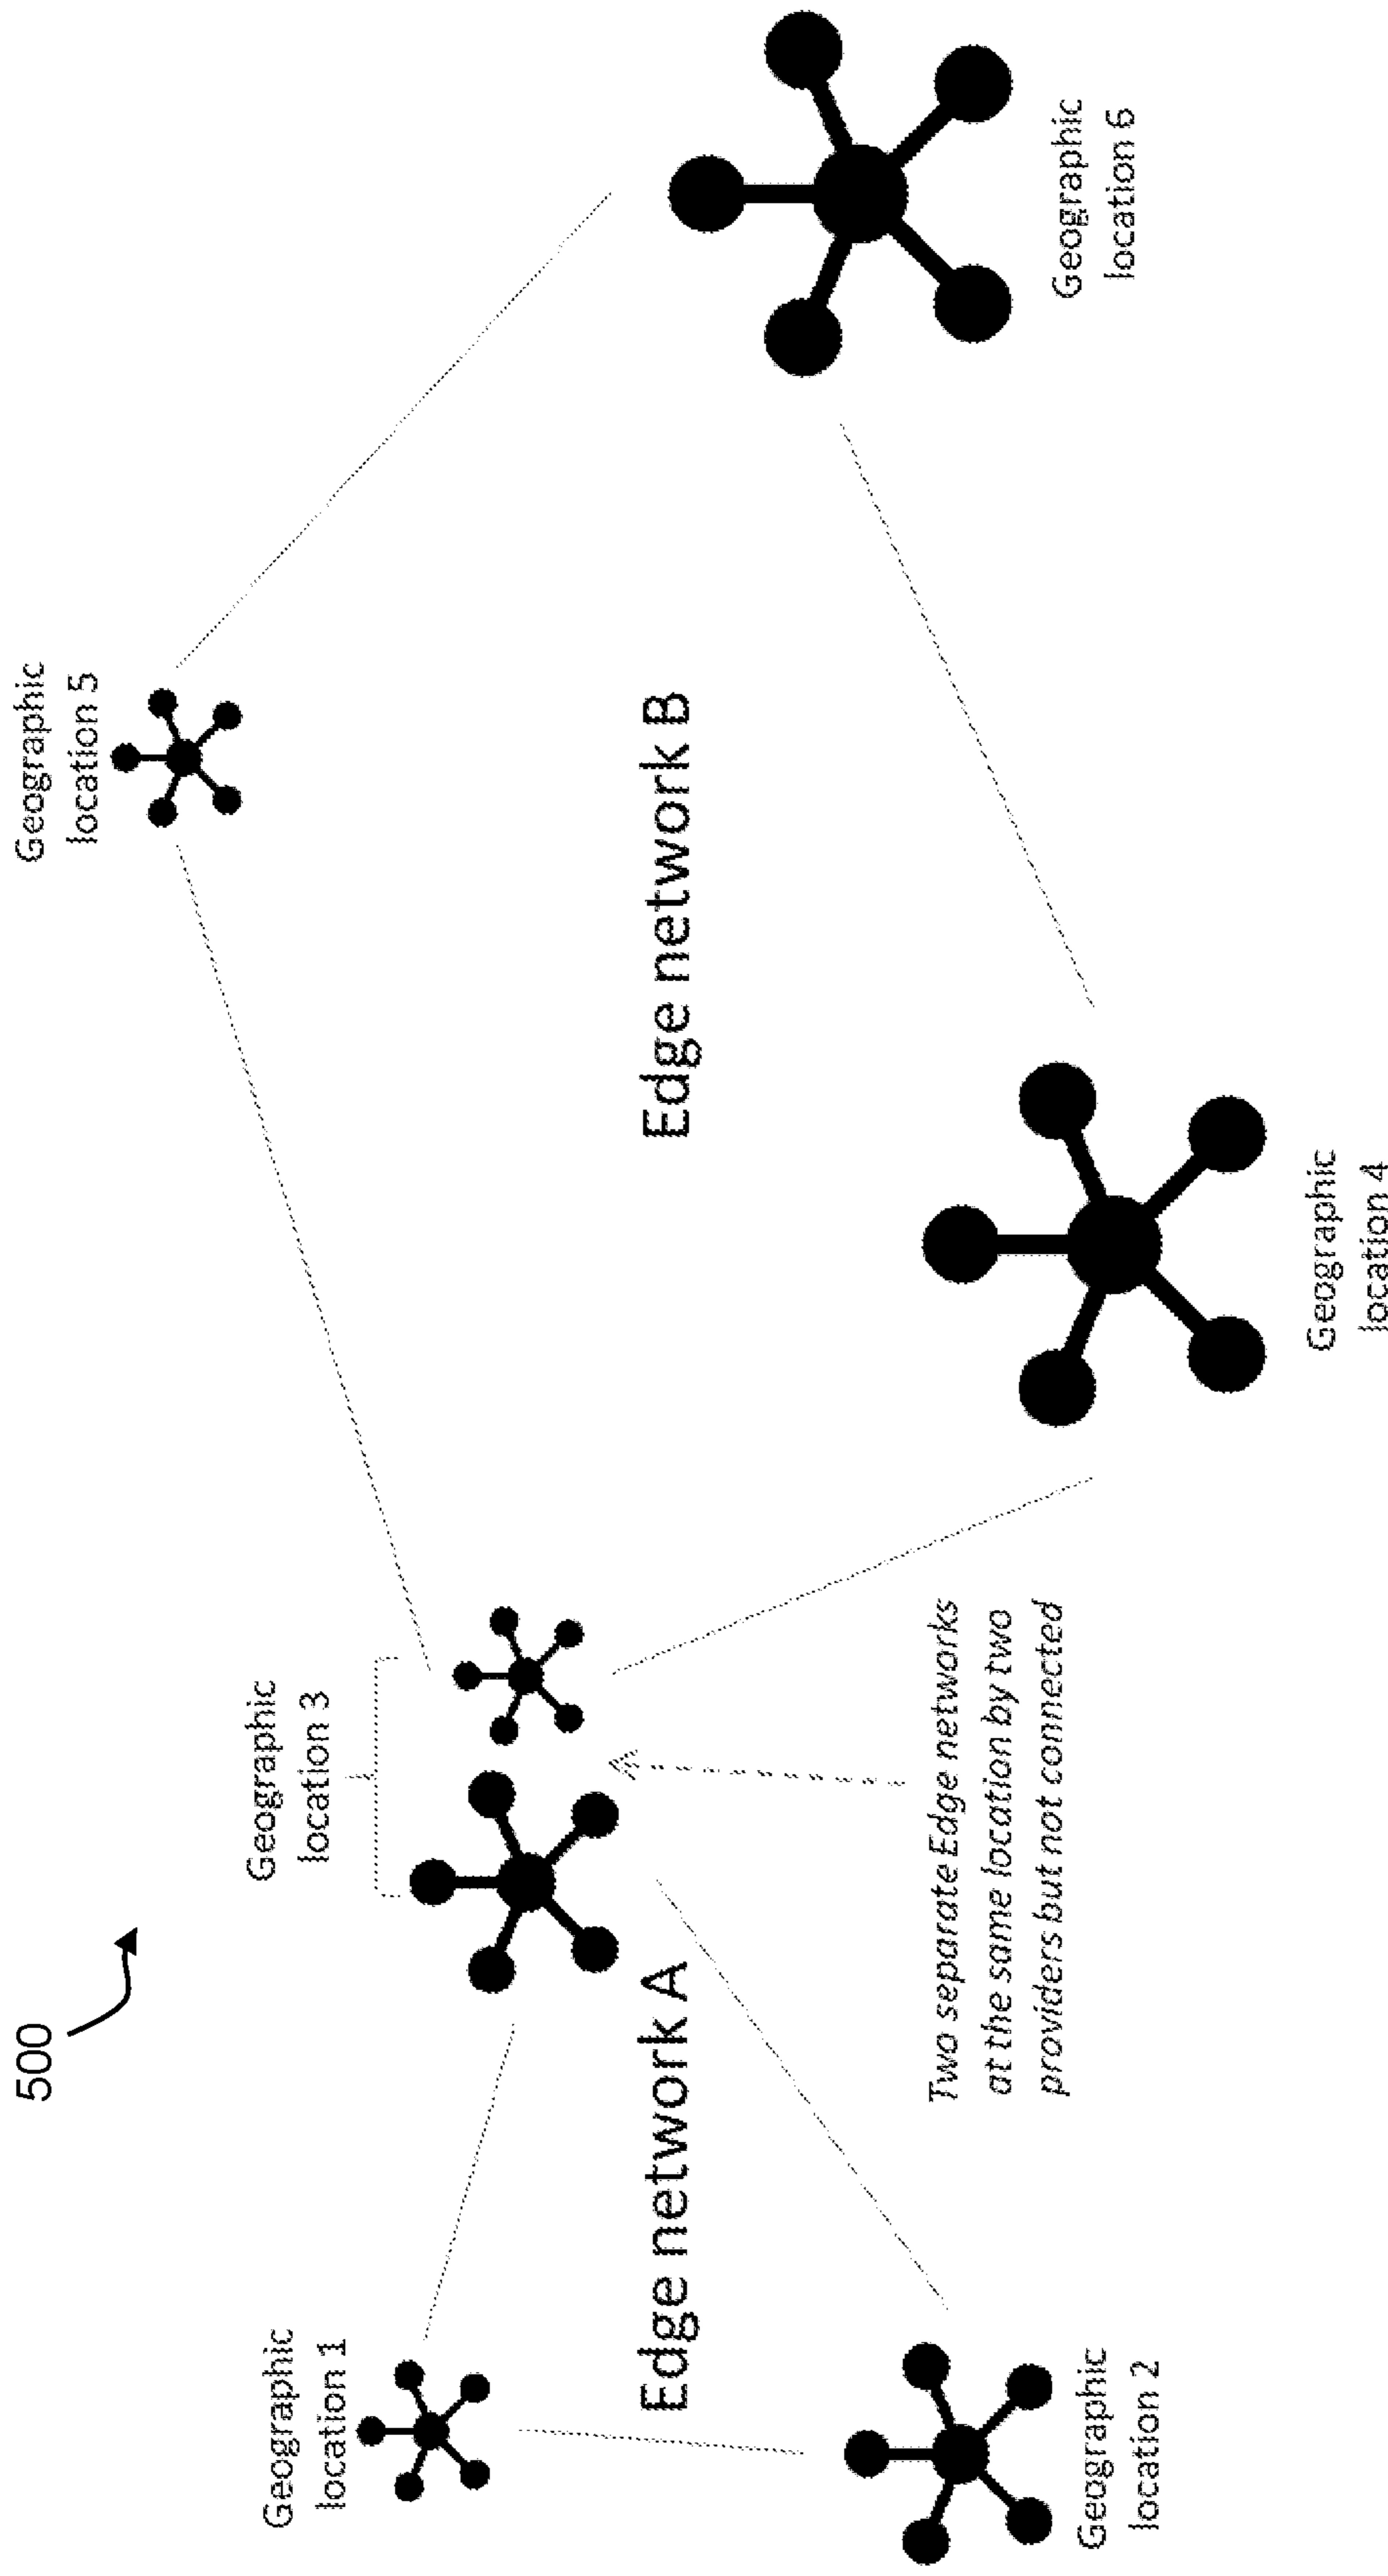 500
Geographic
location 1
Geographic
location 3
Geographic
location 5
Edge network A
Edge network B
Two separate Edge networks
at the same location by two
providers but not connected
Geographic
location 2
Geographic
location 4
Geographic
location 6